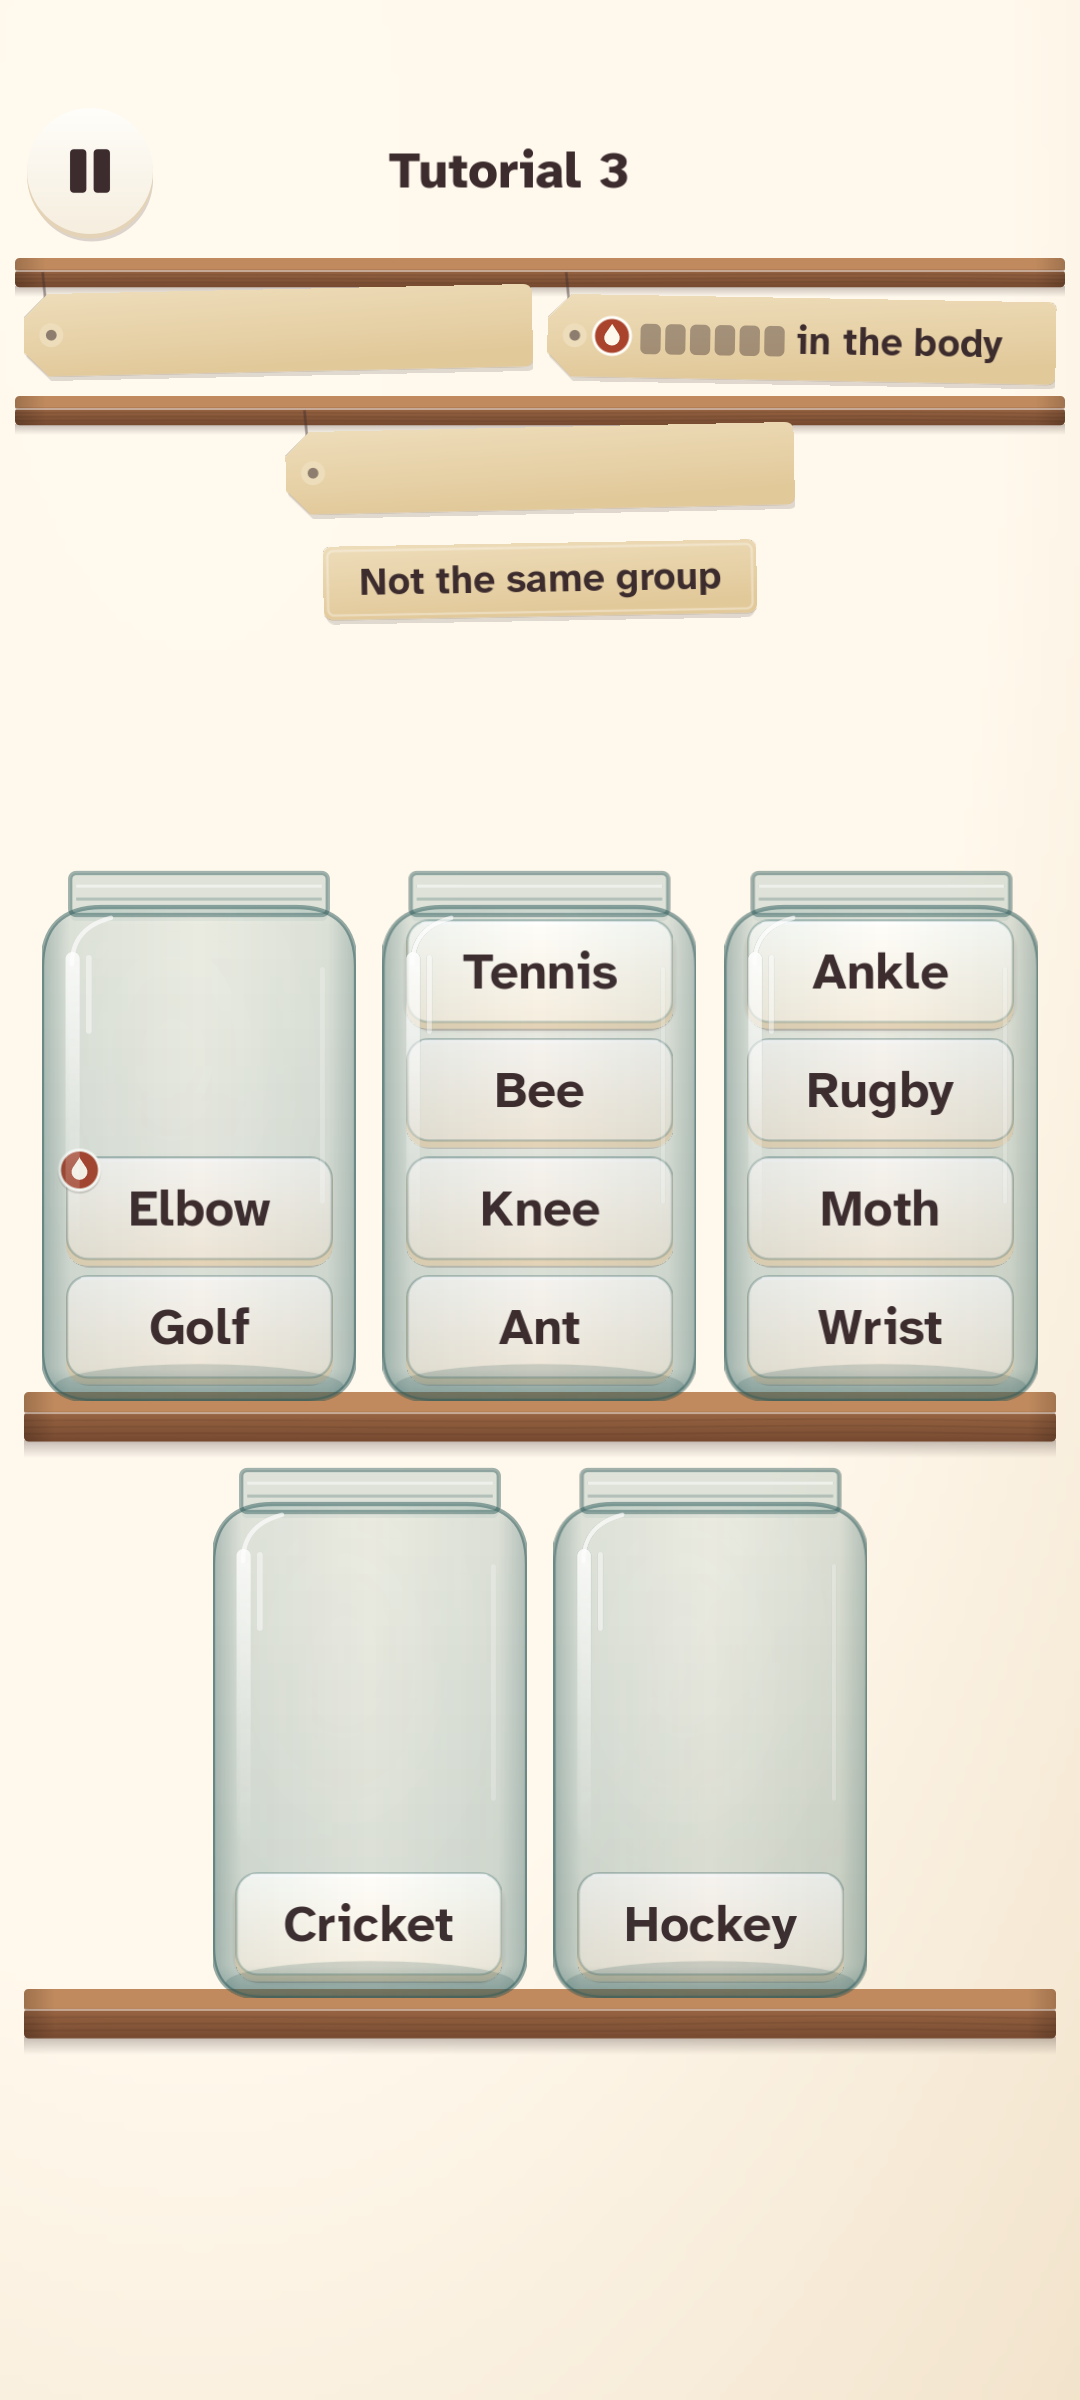 Tutorial 3
in the body
Not the same group
Tennis
Ankle
Bee
Rugby
Elbow
Knee
Moth
Golf
Ant
Wrist
Cricket
Hockey